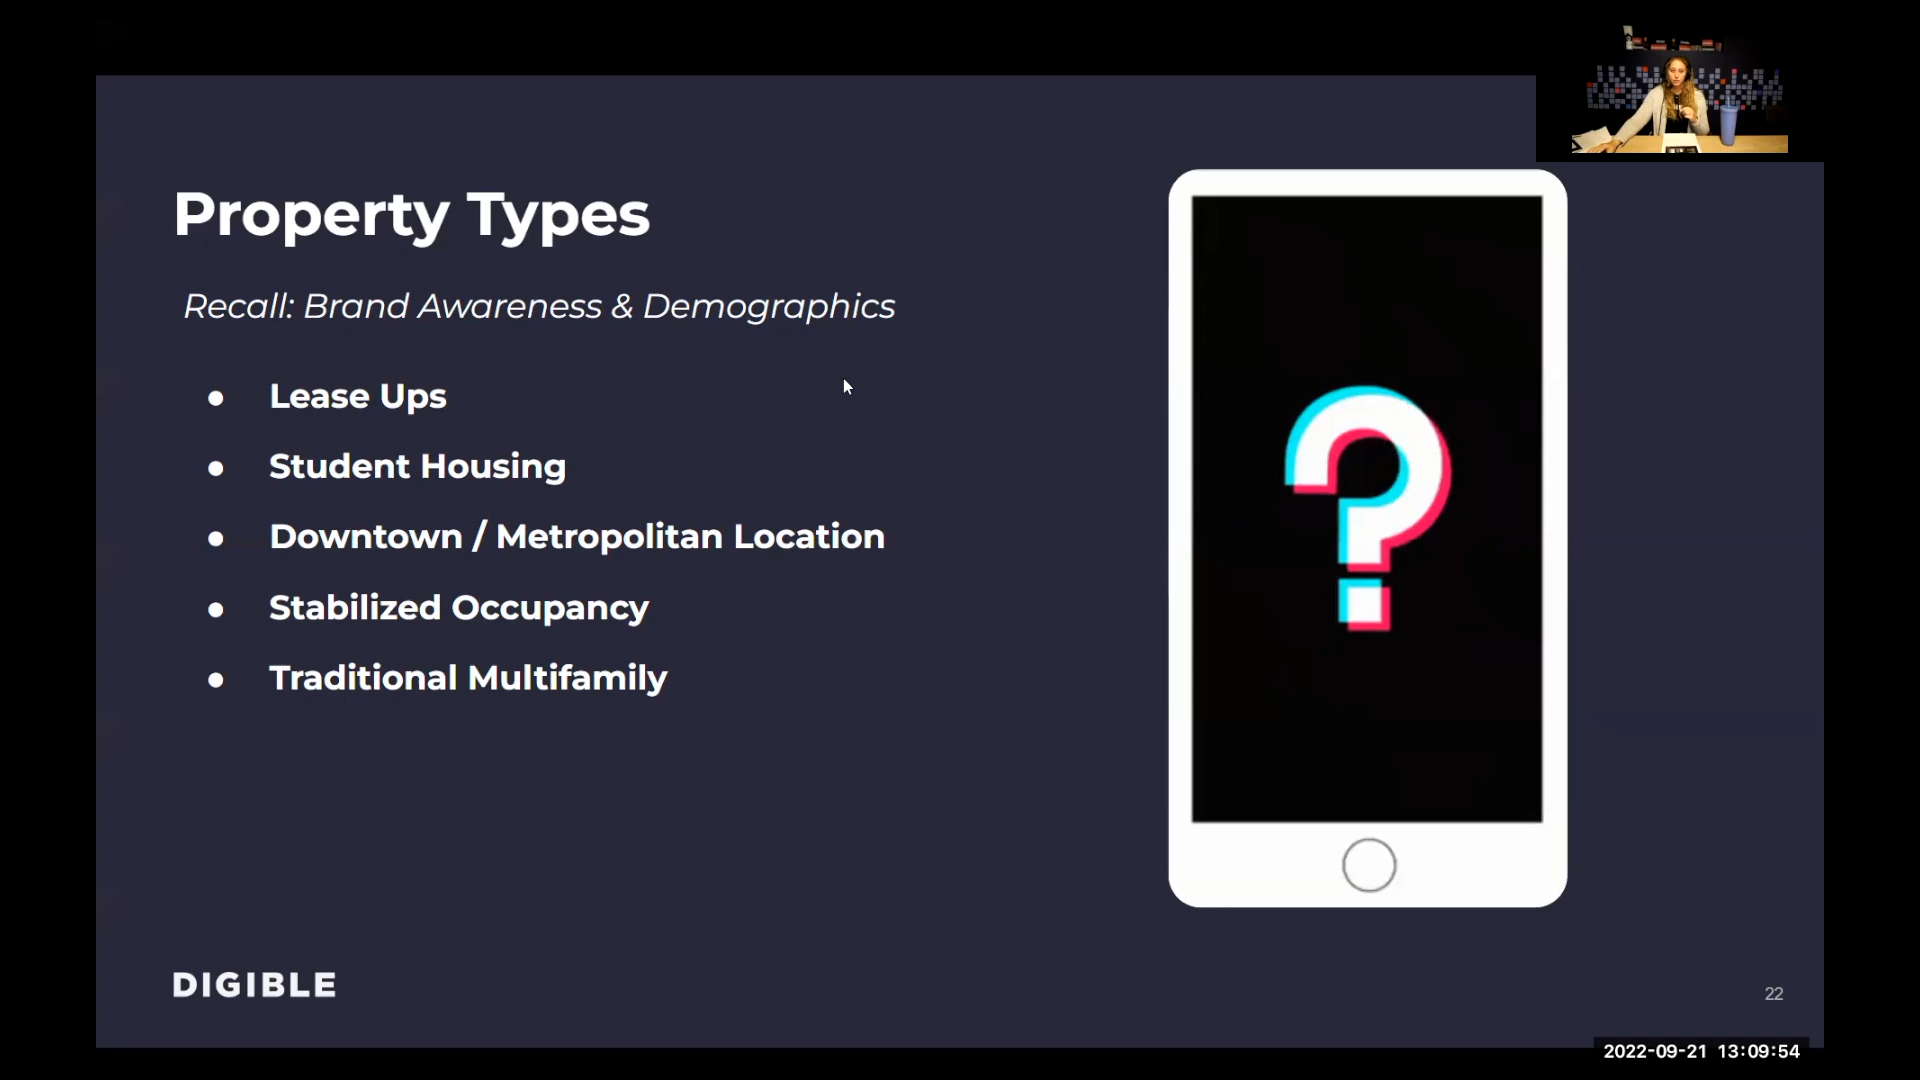 Property Types
Recall: Brand Awareness & Demographics
● Lease Ups
● Student Housing
● Downtown / Metropolitan Location
● Stabilized Occupancy
● Traditional Multifamily
?
DIGIBLE
22
2022-09-21 13:09:54